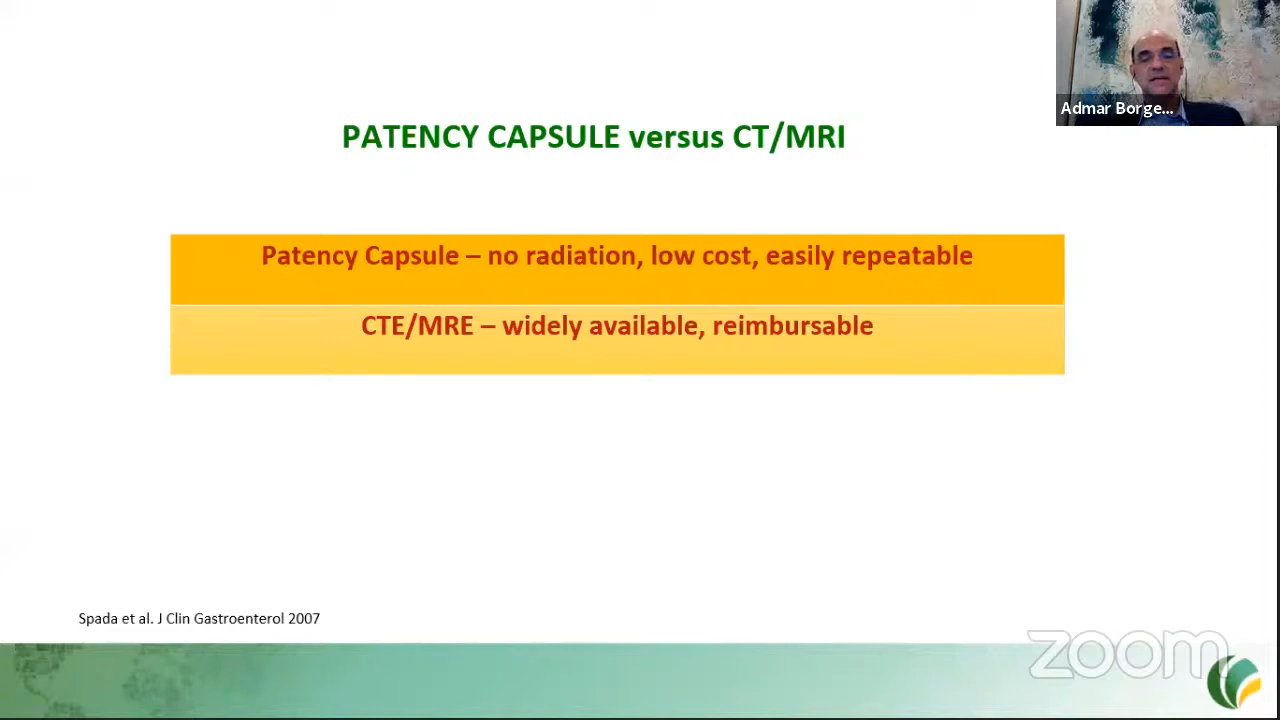 Admar Borge...
PATENCY CAPSULE versus CT/MRI
Patency Capsule – no radiation, low cost, easily repeatable
CTE/MRE – widely available, reimbursable
Spada et al. J Clin Gastroenterol 2007
zoom